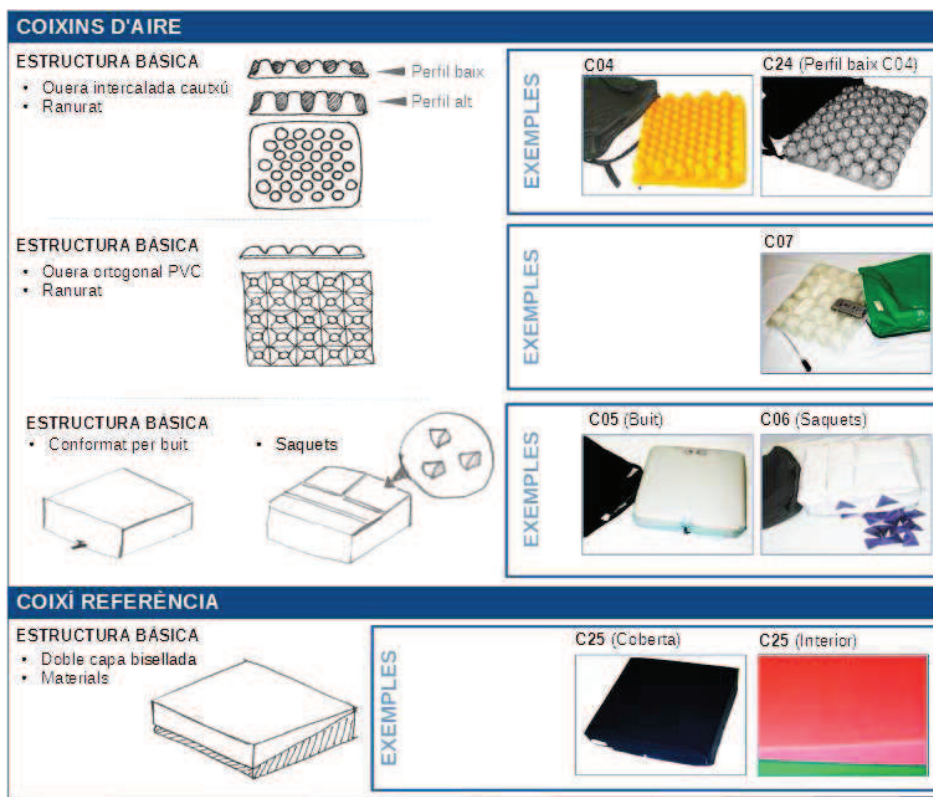 COIXINS D'AIRE
ESTRUCTURA BÀSICA
• Ouera intercalada cautxú
• Ranurat
Perfil baix
Perfil alt
EXEMPLES
C04
C24 (Perfil baix C04)
ESTRUCTURA BÀSICA
• Ouera ortogonal PVC
• Ranurat
EXEMPLES
C07
ESTRUCTURA BÀSICA
• Conformat per buit
• Saquets
EXEMPLES
C05 (Buit)
C06 (Saquets)
COIXÍ REFERÈNCIA
ESTRUCTURA BÀSICA
• Doble capa bisellada
• Materials
EXEMPLES
C25 (Coberta)
C25 (Interior)